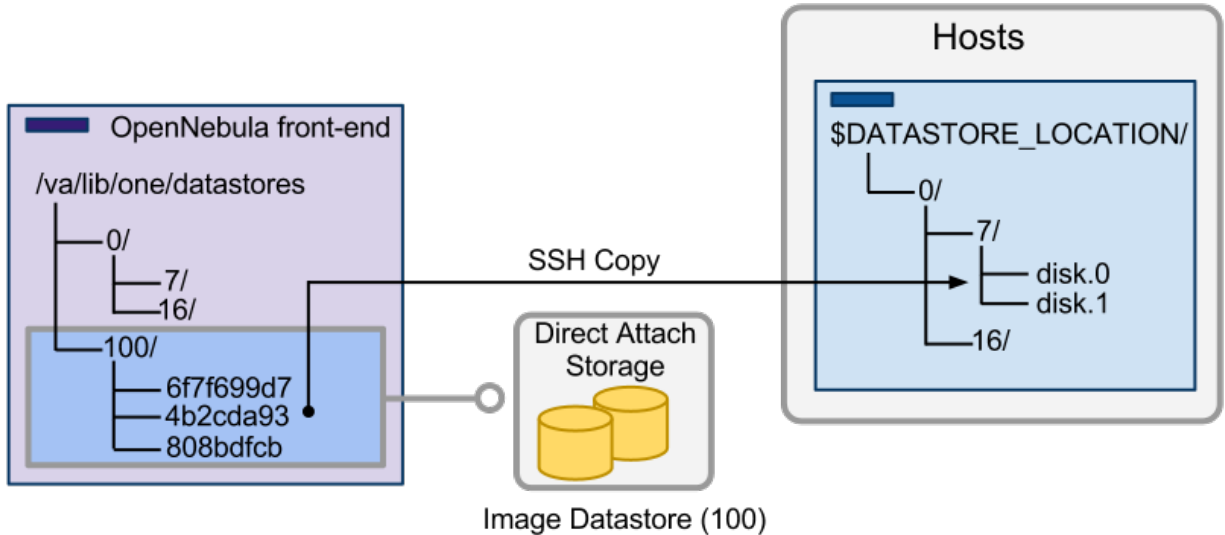 OpenNebula front-end
/va/lib/one/datastores
0/
7/
16/
100/
6f7f699d7
4b2cda93
808bdfcb
SSH Copy
Direct Attach
Storage
Image Datastore (100)
Hosts
$DATASTORE_LOCATION/
0/
7/
disk.0
disk.1
16/